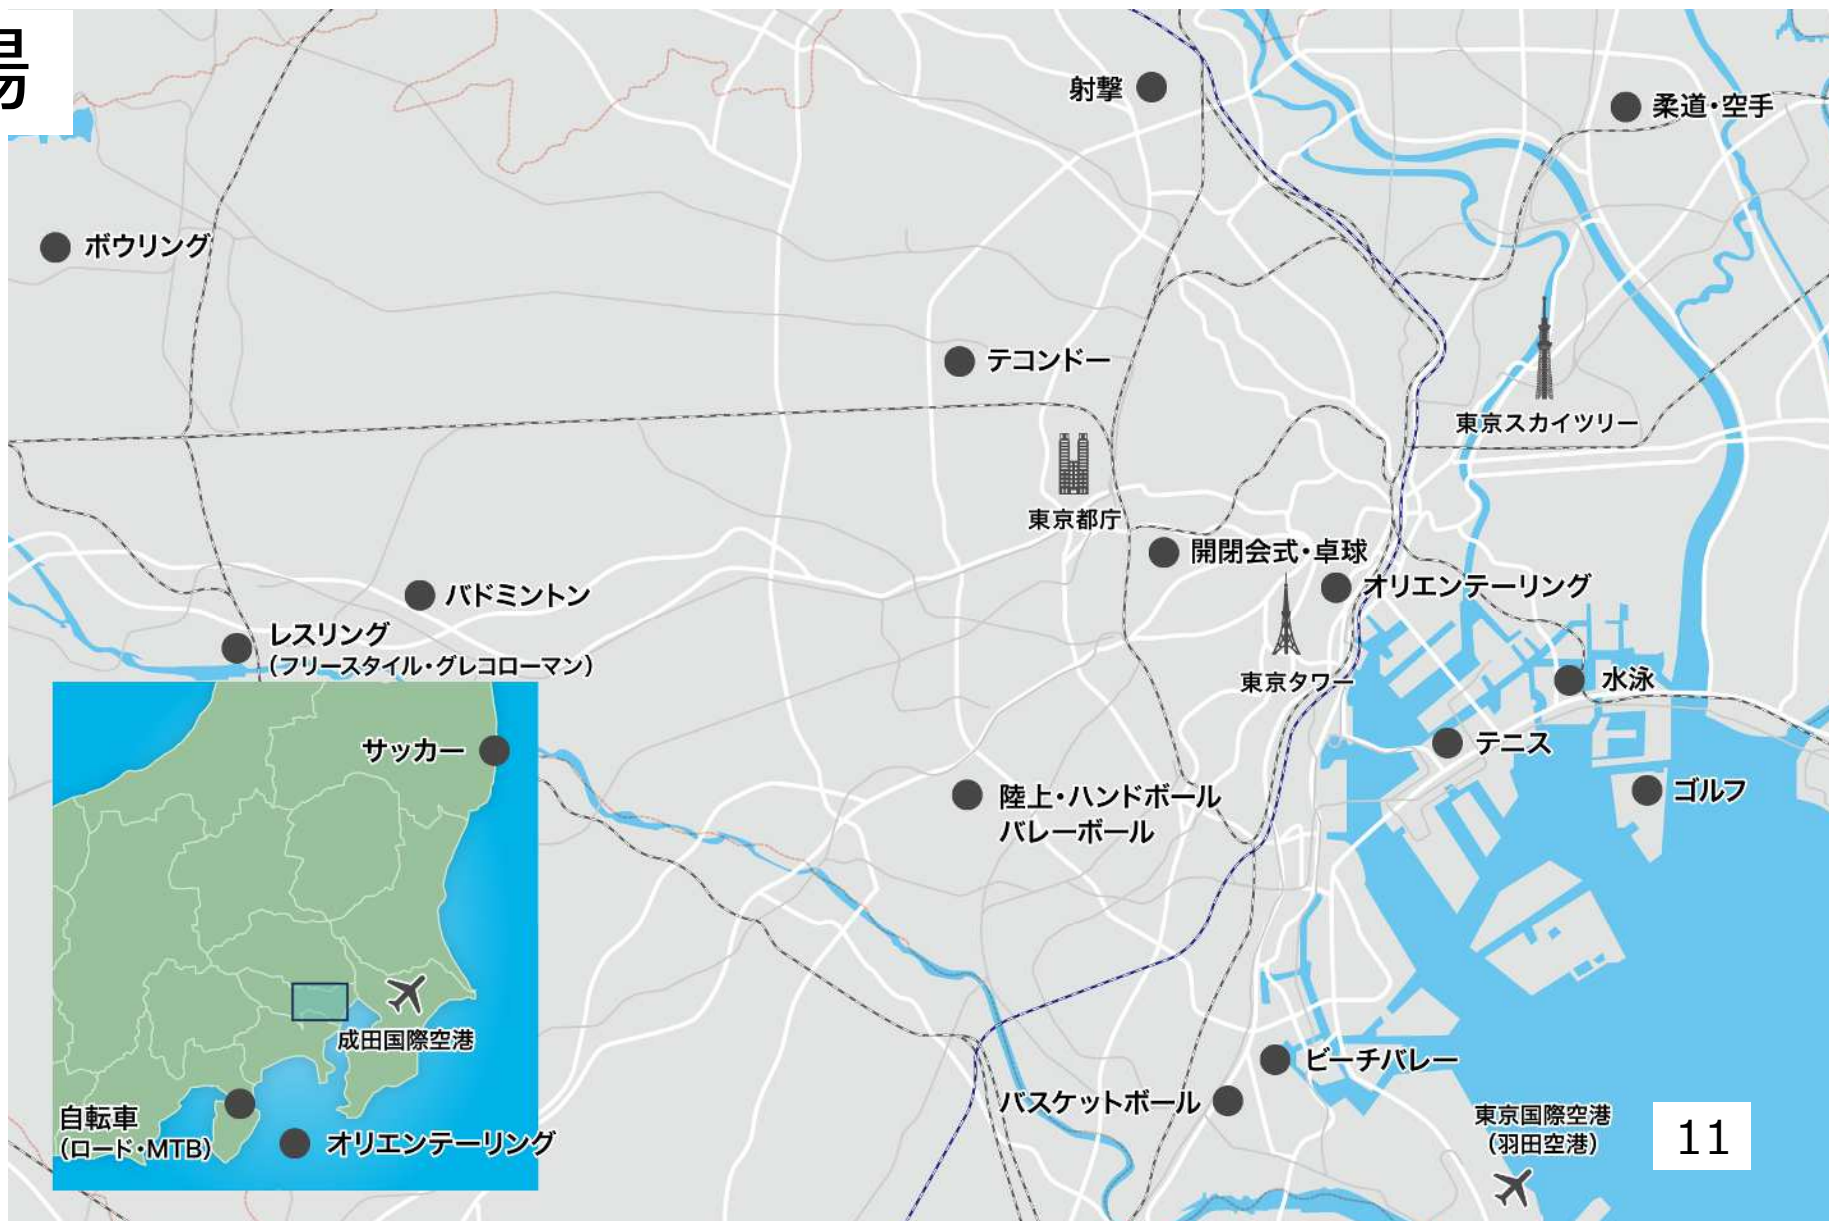 場
射撃
柔道・空手
ボウリング
テコンドー
東京スカイツリー
東京都庁
開閉会式・卓球
オリエンテーリング
バドミントン
レスリング
（フリースタイル・グレコローマン）
東京タワー
水泳
テニス
サッカー
ゴルフ
陸上・ハンドボール
バレーボール
成田国際空港
ビーチバレー
バスケットボール
自転車
（ロード・MTB）
オリエンテーリング
東京国際空港
（羽田空港）
11